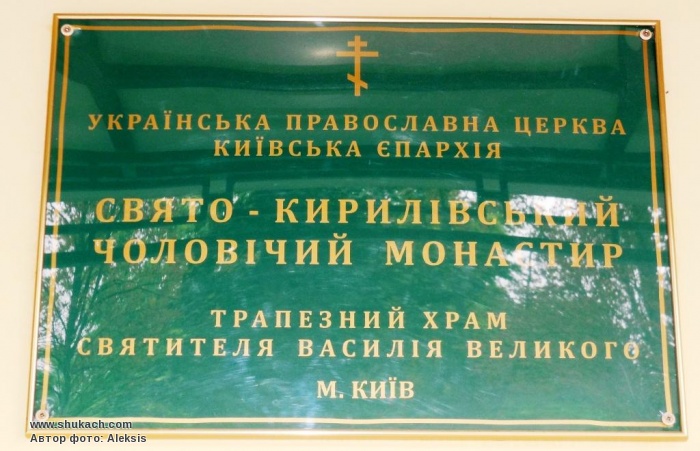 УКРАЇНСЬКА ПРАВОСЛАВНА ЦЕРКВА
КИЇВСЬКА ЄПАРХІЯ
СВЯТО - КИРИЛІВСЬКИЙ
ЧОЛОВІЧИЙ МОНАСТИР
ТРАПЕЗНИЙ ХРАМ
СВЯТИТЕЛЯ ВАСИЛІЯ ВЕЛИКОГО
М. КИЇВ
www.shukach.com
Автор фото: Aleksis